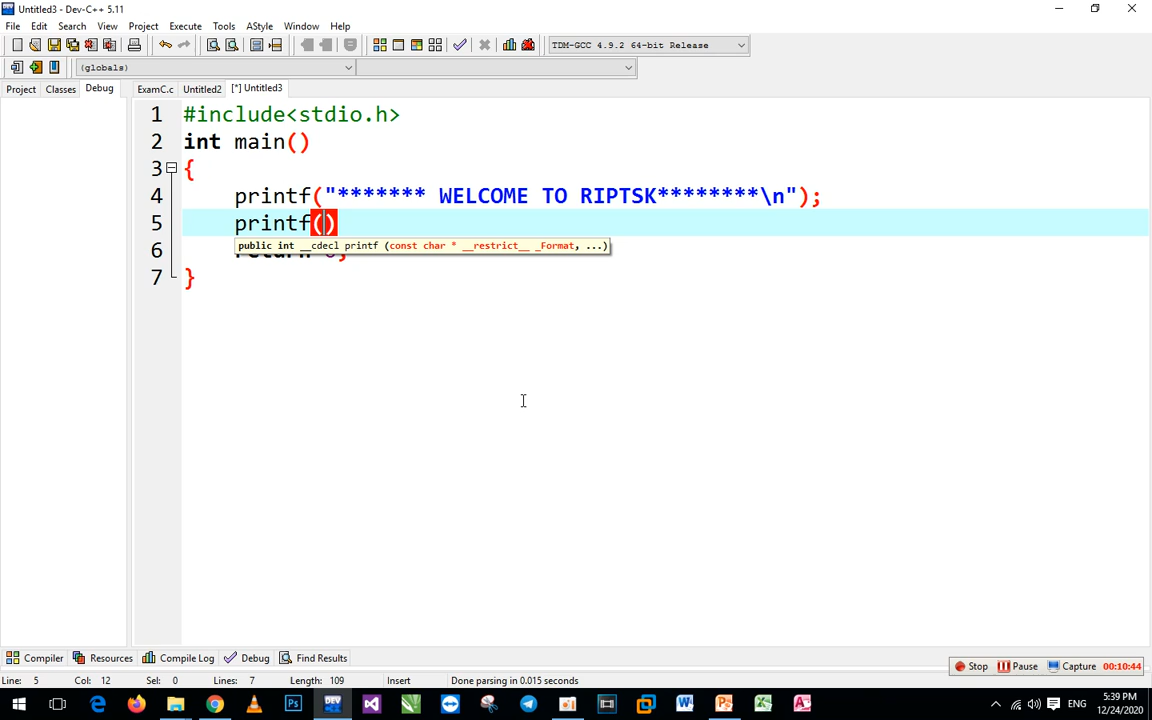 Untitled3 - Dev-C++ 5.11
File Edit Search View Project Execute Tools AStyle Window Help
TDM-GCC 4.9.2 64-bit Release
(globals)
Project Classes Debug ExamC.c Untitled2 [*] Untitled3
1 #include<stdio.h>
2 int main()
3 {
4 printf("******* WELCOME TO RIPTSK********\n");
5 printf()
public int __cdecl printf (const char * __restrict__ _Format, ...)
6
7 }
Compiler Resources Compile Log Debug Find Results
Stop Pause Capture 00:10:44
Line: 5 Col: 12 Sel: 0 Lines: 7 Length: 109 Insert Done parsing in 0.015 seconds
DEV
ENG
5:39 PM
12/24/2020